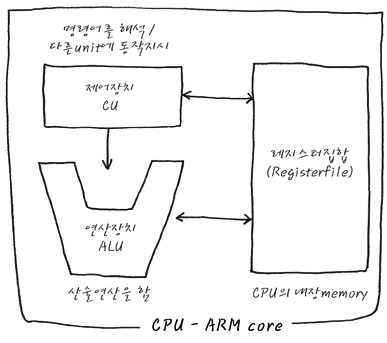 명령어를 해석/
다른unit에 동작지시
제어장치
CU
레지스터집합
(Registerfile)
연산장치
ALU
산술연산을 함
CPU의 내장memory
CPU - ARM core